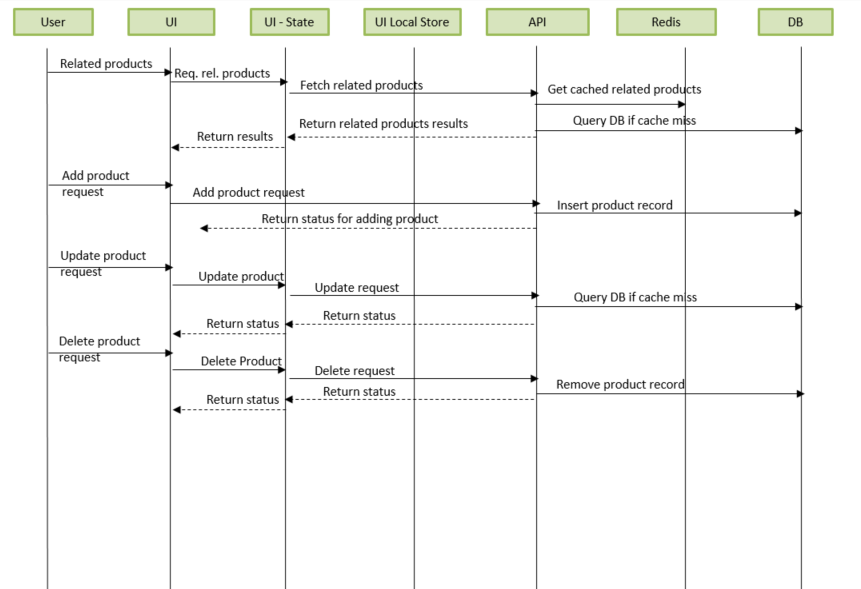 User
UI
UI - State
UI Local Store
API
Redis
DB
Related products
Req. rel. products
Fetch related products
Get cached related products
Query DB if cache miss
Return related products results
Return results
Add product
request
Add product request
Insert product record
Return status for adding product
Update product
request
Update product
Update request
Query DB if cache miss
Return status
Return status
Delete product
request
Delete Product
Delete request
Remove product record
Return status
Return status